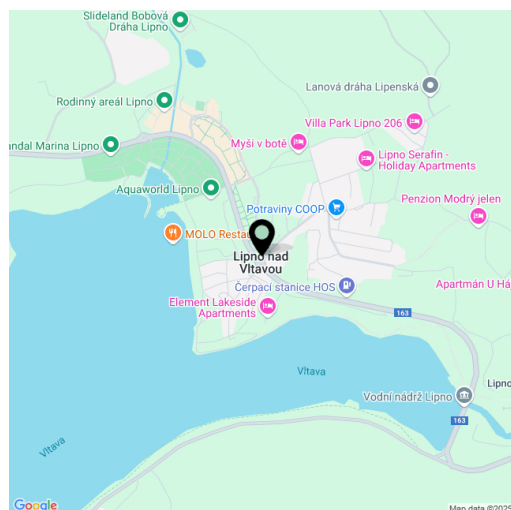 Slideland Bobová
Dráha Lipno
Lanová dráha Lipenská
Rodinný areál Lipno
Villa Park Lipno 206
Myši v botě
andal Marina Lipno
Lipno Serafin -
Holiday Apartments
Aquaworld Lipno
Penzion Modrý jelen
Potraviny COOP
MOLO Restau
Lipno nad
Vltavou
Čerpací stanice HOS
Apartmán U Há
Element Lakeside
Apartments
163
Vltava
Lipno
Vodní nádrž Lipno
163
Vltava
Google
Map data ©2025